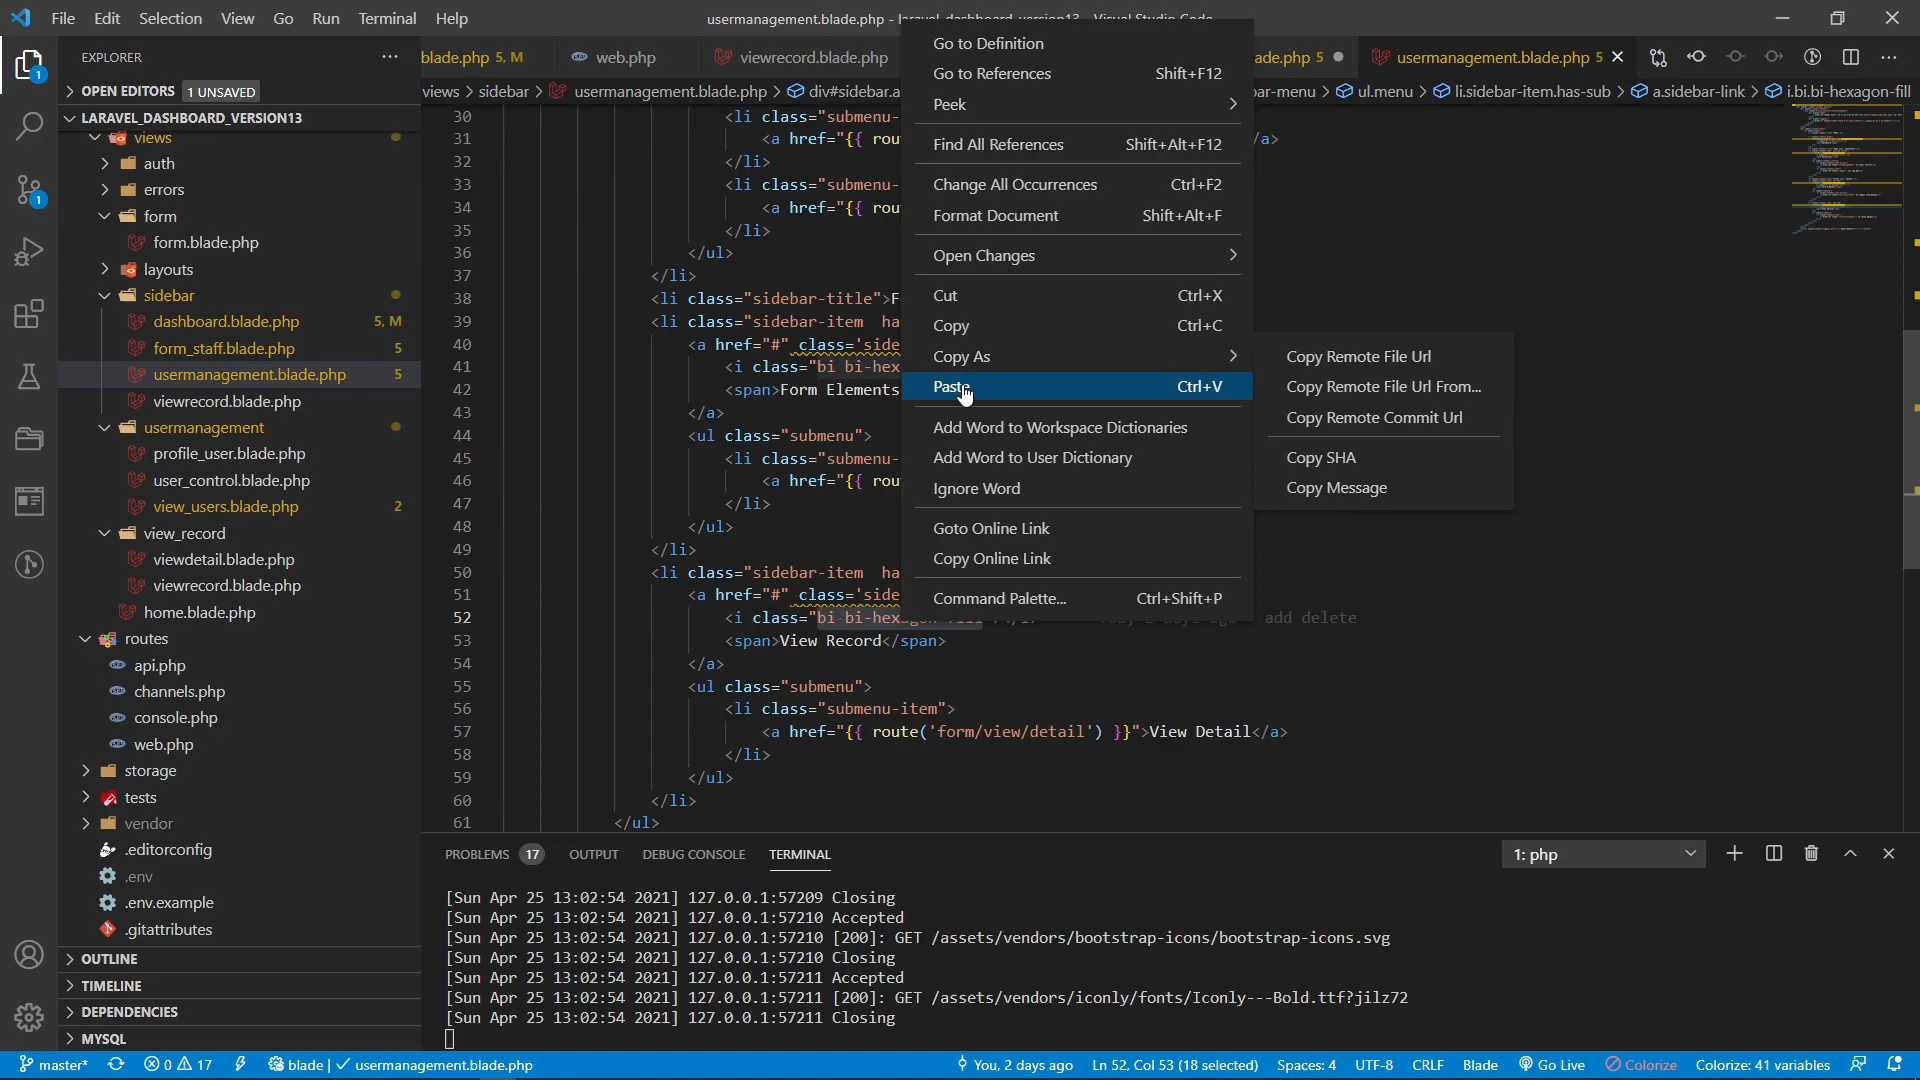 File Edit Selection View Go Run Terminal Help
usermanagement.blade.php - laravel_dashboard_version13 - Visual Studio Code
EXPLORER
OPEN EDITORS 1 UNSAVED
LARAVEL_DASHBOARD_VERSION13
views
auth
errors
form
form.blade.php
layouts
sidebar
dashboard.blade.php 5, M
form_staff.blade.php 5
usermanagement.blade.php 5
viewrecord.blade.php
usermanagement
profile_user.blade.php
user_control.blade.php
view_users.blade.php 2
view_record
viewdetail.blade.php
viewrecord.blade.php
home.blade.php
routes
api.php
channels.php
console.php
web.php
storage
tests
vendor
.editorconfig
.env
.env.example
.gitattributes
OUTLINE
TIMELINE
DEPENDENCIES
MYSQL
blade.php 5, M web.php viewrecord.blade.php ade.php 5 usermanagement.blade.php 5
views > sidebar > usermanagement.blade.php > div#sidebar.a ar-menu > ul.menu > li.sidebar-item.has-sub > a.sidebar-link > i.bi.bi-hexagon-fill
30 <li class="submenu-
31 <a href="{{ rou /a>
32 </li>
33 <li class="submenu-
34 <a href="{{ rou
35 </li>
36 </ul>
37 </li>
38 <li class="sidebar-title">F
39 <li class="sidebar-item ha
40 <a href="#" class='side
41 <i class="bi bi-hex
42 <span>Form Elements
43 </a>
44 <ul class="submenu">
45 <li class="submenu-
46 <a href="{{ rou
47 </li>
48 </ul>
49 </li>
50 <li class="sidebar-item ha
51 <a href="#" class='side
52 <i class="bi bi-hexagon-fill"></i> You, 2 days ago add delete
53 <span>View Record</span>
54 </a>
55 <ul class="submenu">
56 <li class="submenu-item">
57 <a href="{{ route('form/view/detail') }}">View Detail</a>
58 </li>
59 </ul>
60 </li>
61 </ul>
Go to Definition
Go to References Shift+F12
Peek
Find All References Shift+Alt+F12
Change All Occurrences Ctrl+F2
Format Document Shift+Alt+F
Open Changes
Cut Ctrl+X
Copy Ctrl+C
Copy As
Paste Ctrl+V
Add Word to Workspace Dictionaries
Add Word to User Dictionary
Ignore Word
Goto Online Link
Copy Online Link
Command Palette... Ctrl+Shift+P
Copy Remote File Url
Copy Remote File Url From...
Copy Remote Commit Url
Copy SHA
Copy Message
PROBLEMS 17 OUTPUT DEBUG CONSOLE TERMINAL 1: php
[Sun Apr 25 13:02:54 2021] 127.0.0.1:57209 Closing
[Sun Apr 25 13:02:54 2021] 127.0.0.1:57210 Accepted
[Sun Apr 25 13:02:54 2021] 127.0.0.1:57210 [200]: GET /assets/vendors/bootstrap-icons/bootstrap-icons.svg
[Sun Apr 25 13:02:54 2021] 127.0.0.1:57210 Closing
[Sun Apr 25 13:02:54 2021] 127.0.0.1:57211 Accepted
[Sun Apr 25 13:02:54 2021] 127.0.0.1:57211 [200]: GET /assets/vendors/iconly/fonts/Iconly---Bold.ttf?jilz72
[Sun Apr 25 13:02:54 2021] 127.0.0.1:57211 Closing
master* 0 17 blade | usermanagement.blade.php You, 2 days ago Ln 52, Col 53 (18 selected) Spaces: 4 UTF-8 CRLF Blade Go Live Colorize Colorize: 41 variables